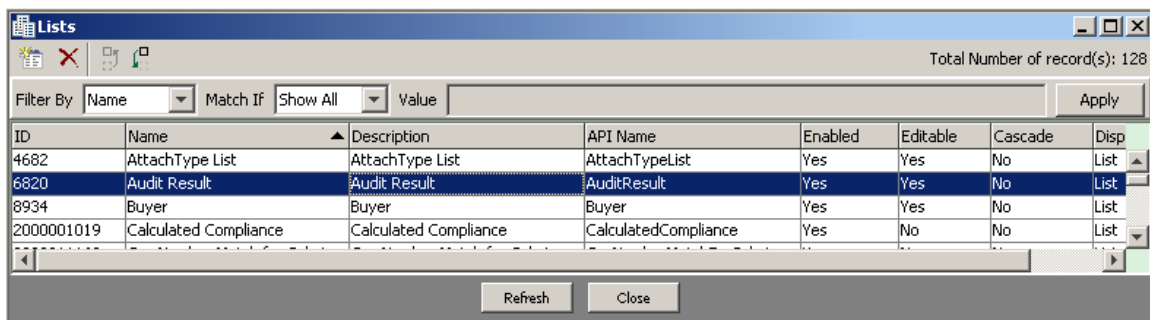 Lists
Total Number of record(s): 128
Filter By Name Match If Show All Value Apply
ID Name Description API Name Enabled Editable Cascade Disp
4682 AttachType List AttachType List AttachTypeList Yes Yes No List
6820 Audit Result Audit Result AuditResult Yes Yes No List
8934 Buyer Buyer Buyer Yes Yes No List
2000001019 Calculated Compliance Calculated Compliance CalculatedCompliance Yes No No List
Refresh Close